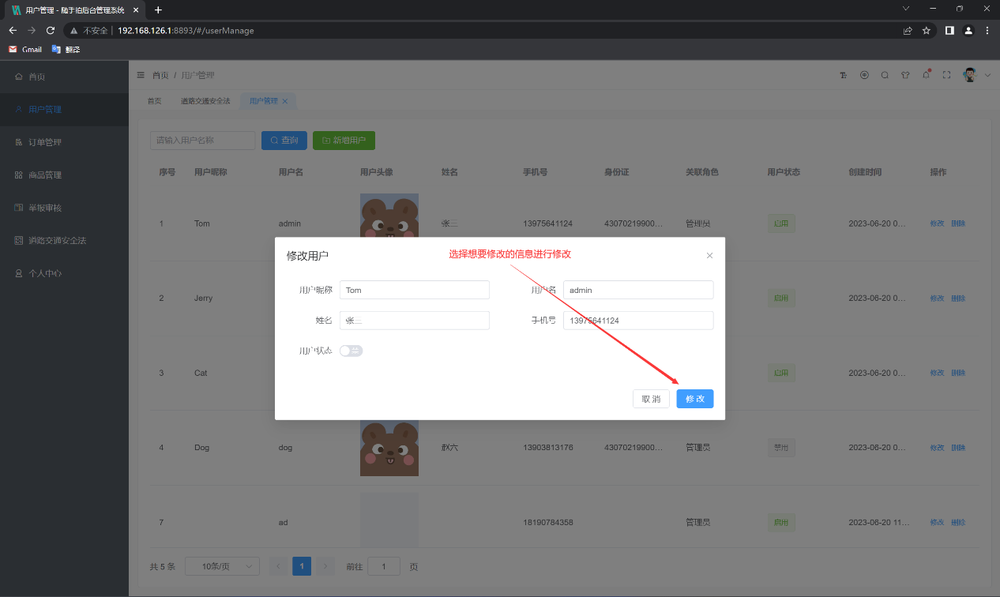 用户管理 - 随手拍后台管理系统
不安全 192.168.126.1:8893/#/userManage
Gmail 翻译
首页
用户管理
订单管理
商品管理
举报审核
道路交通安全法
个人中心
首页 / 用户管理
首页 道路交通安全法 用户管理
请输入用户名称 查询 新增用户
序号 用户昵称 用户名 用户头像 姓名 手机号 身份证 关联角色 用户状态 创建时间 操作
1 Tom admin 张三 13975641124 43070219900... 管理员 启用 2023-06-20 0... 修改 删除
2 Jerry 启用 2023-06-20 0... 修改 删除
3 Cat 启用 2023-06-20 0... 修改 删除
4 Dog dog 赵六 13903813176 43070219900... 管理员 禁用 2023-06-20 0... 修改 删除
7 ad 18190784358 管理员 启用 2023-06-20 11... 修改 删除
共 5 条 10条/页 1 前往 1 页
修改用户
选择想要修改的信息进行修改
用户昵称 Tom 用户名 admin
姓名 张三 手机号 13975641124
用户状态 禁
取消 修改